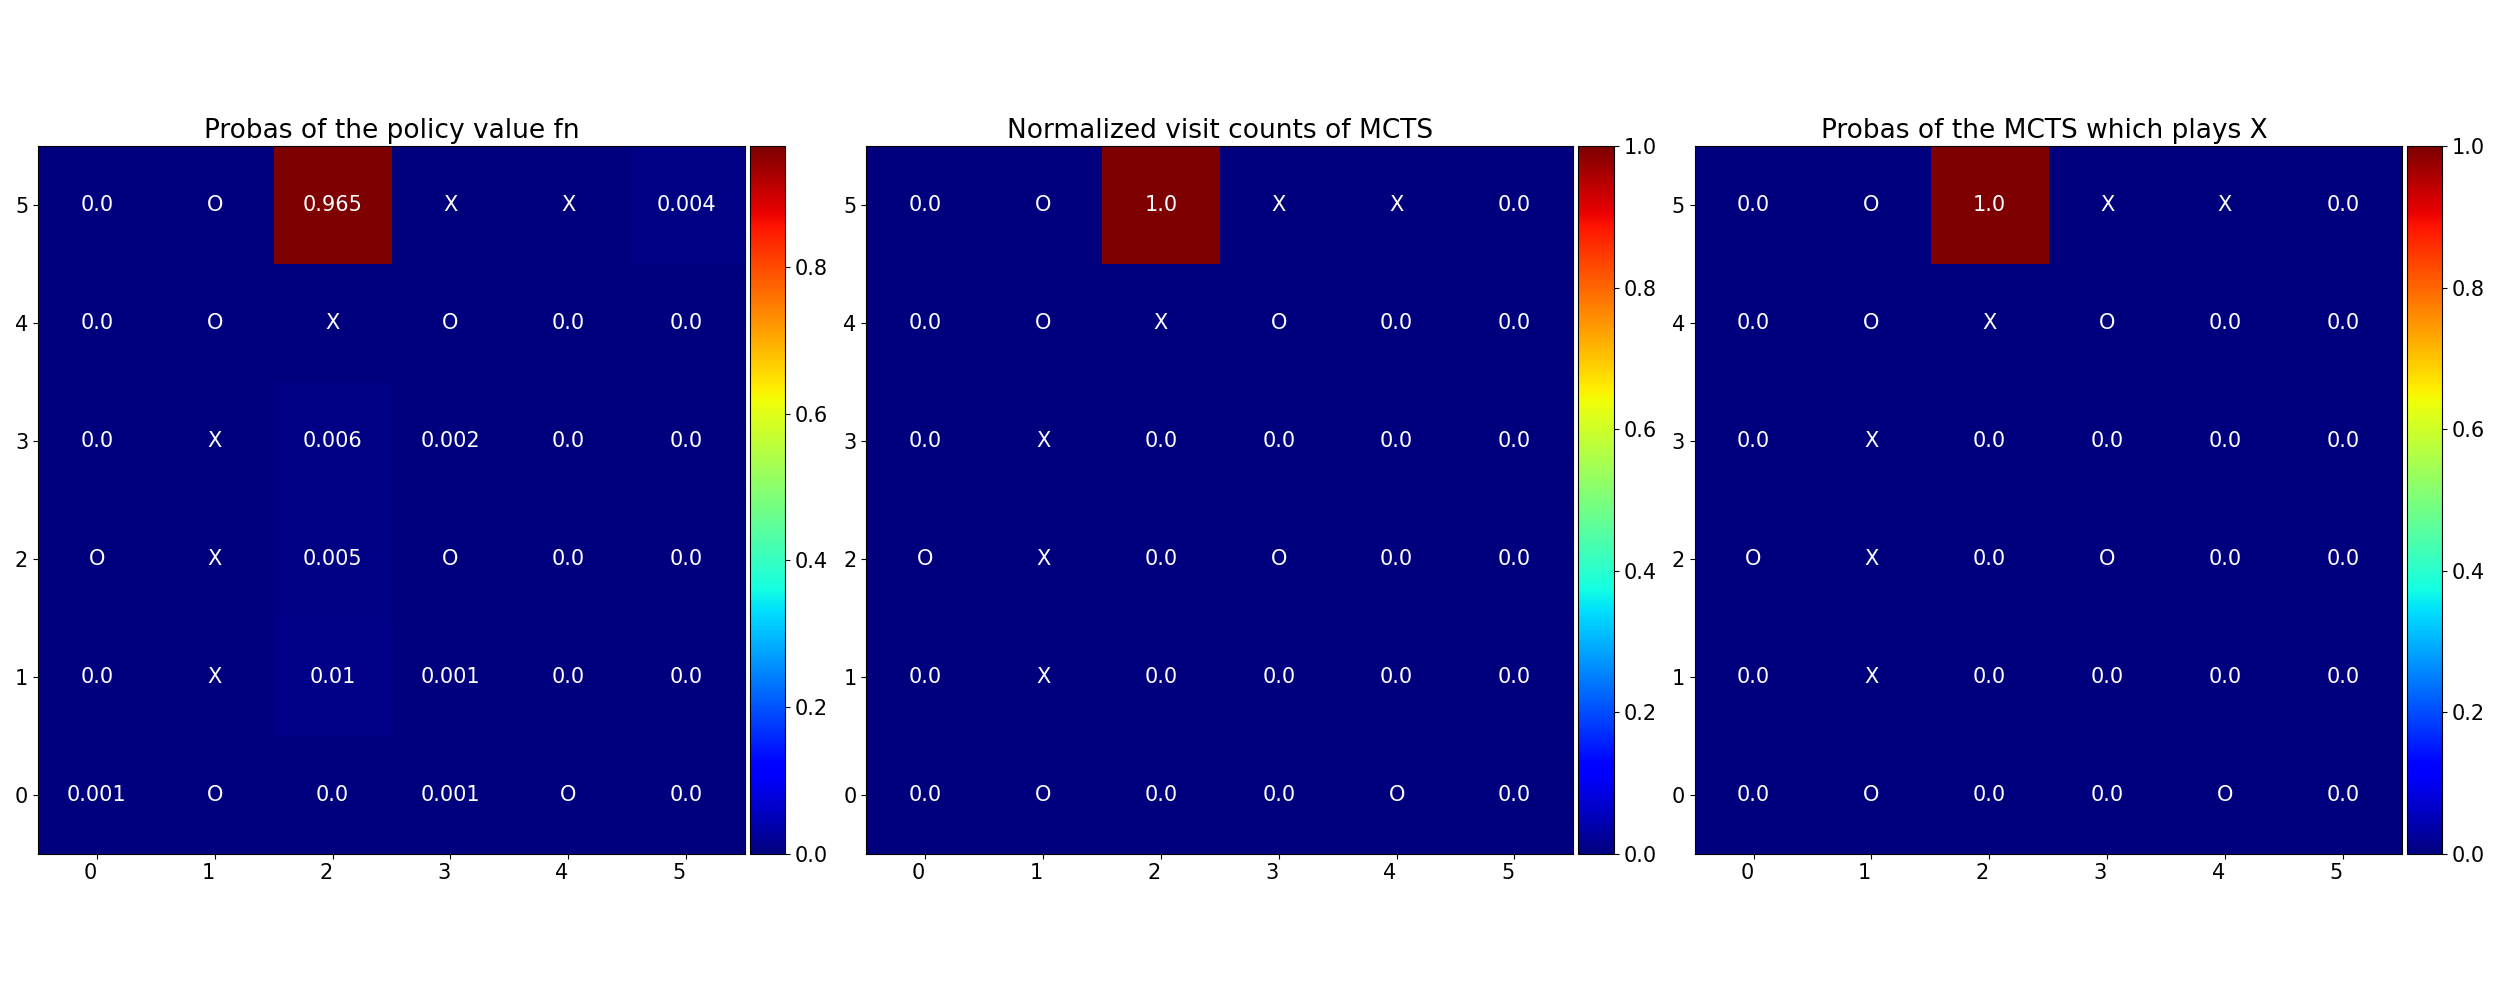 Probas of the policy value fn
5 0.0 O 0.965 X X 0.004
4 0.0 O X O 0.0 0.0
3 0.0 X 0.006 0.002 0.0 0.0
2 O X 0.005 O 0.0 0.0
1 0.0 X 0.01 0.001 0.0 0.0
0 0.001 O 0.0 0.001 O 0.0
0 1 2 3 4 5
0.8
0.6
0.4
0.2
0.0
Normalized visit counts of MCTS
5 0.0 O 1.0 X X 0.0
4 0.0 O X O 0.0 0.0
3 0.0 X 0.0 0.0 0.0 0.0
2 O X 0.0 O 0.0 0.0
1 0.0 X 0.0 0.0 0.0 0.0
0 0.0 O 0.0 0.0 O 0.0
0 1 2 3 4 5
1.0
0.8
0.6
0.4
0.2
0.0
Probas of the MCTS which plays X
5 0.0 O 1.0 X X 0.0
4 0.0 O X O 0.0 0.0
3 0.0 X 0.0 0.0 0.0 0.0
2 O X 0.0 O 0.0 0.0
1 0.0 X 0.0 0.0 0.0 0.0
0 0.0 O 0.0 0.0 O 0.0
0 1 2 3 4 5
1.0
0.8
0.6
0.4
0.2
0.0